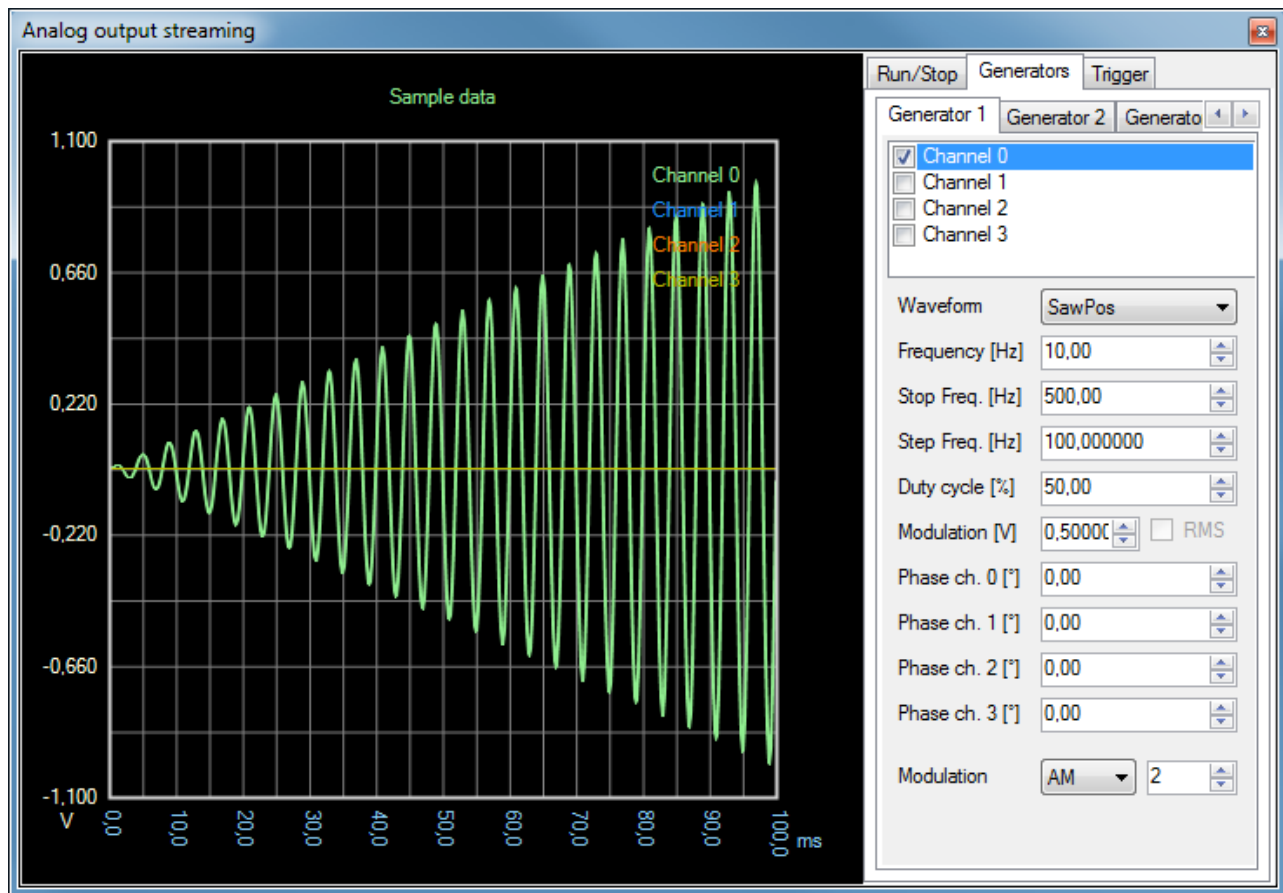 Analog output streaming
Sample data
1,100
0,660
0,220
-0,220
-0,660
-1,100
V
0,0
10,0
20,0
30,0
40,0
50,0
60,0
70,0
80,0
90,0
100,0
ms
Channel 0
Channel 1
Channel 2
Channel 3
Run/Stop Generators Trigger
Generator 1 Generator 2 Generato
Channel 0
Channel 1
Channel 2
Channel 3
Waveform SawPos
Frequency [Hz] 10,00
Stop Freq. [Hz] 500,00
Step Freq. [Hz] 100,000000
Duty cycle [%] 50,00
Modulation [V] 0,5000 RMS
Phase ch. 0 [°] 0,00
Phase ch. 1 [°] 0,00
Phase ch. 2 [°] 0,00
Phase ch. 3 [°] 0,00
Modulation AM 2